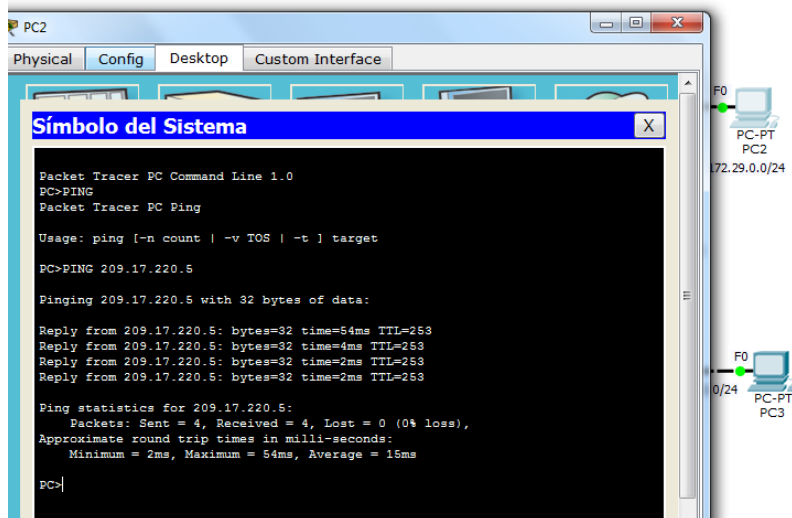 PC2
Physical Config Desktop Custom Interface
Símbolo del Sistema
X
Packet Tracer PC Command Line 1.0
PC>PING
Packet Tracer PC Ping
Usage: ping [-n count | -v TOS | -t ] target
PC>PING 209.17.220.5
Pinging 209.17.220.5 with 32 bytes of data:
Reply from 209.17.220.5: bytes=32 time=54ms TTL=253
Reply from 209.17.220.5: bytes=32 time=4ms TTL=253
Reply from 209.17.220.5: bytes=32 time=2ms TTL=253
Reply from 209.17.220.5: bytes=32 time=2ms TTL=253
Ping statistics for 209.17.220.5:
Packets: Sent = 4, Received = 4, Lost = 0 (0% loss),
Approximate round trip times in milli-seconds:
Minimum = 2ms, Maximum = 54ms, Average = 15ms
PC>
F0
PC-PT
PC2
172.29.0.0/24
F0
0/24
PC-PT
PC3